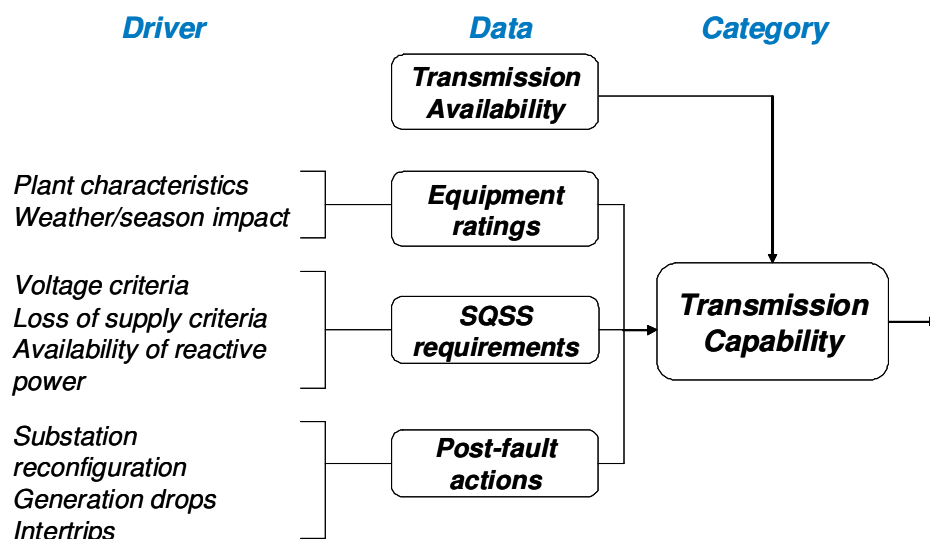 Driver
Data
Category
Transmission
Availability
Plant characteristics
Weather/season impact
Equipment
ratings
Voltage criteria
Loss of supply criteria
Availability of reactive
power
SQSS
requirements
Transmission
Capability
Substation
reconfiguration
Generation drops
Intertrips
Post-fault
actions